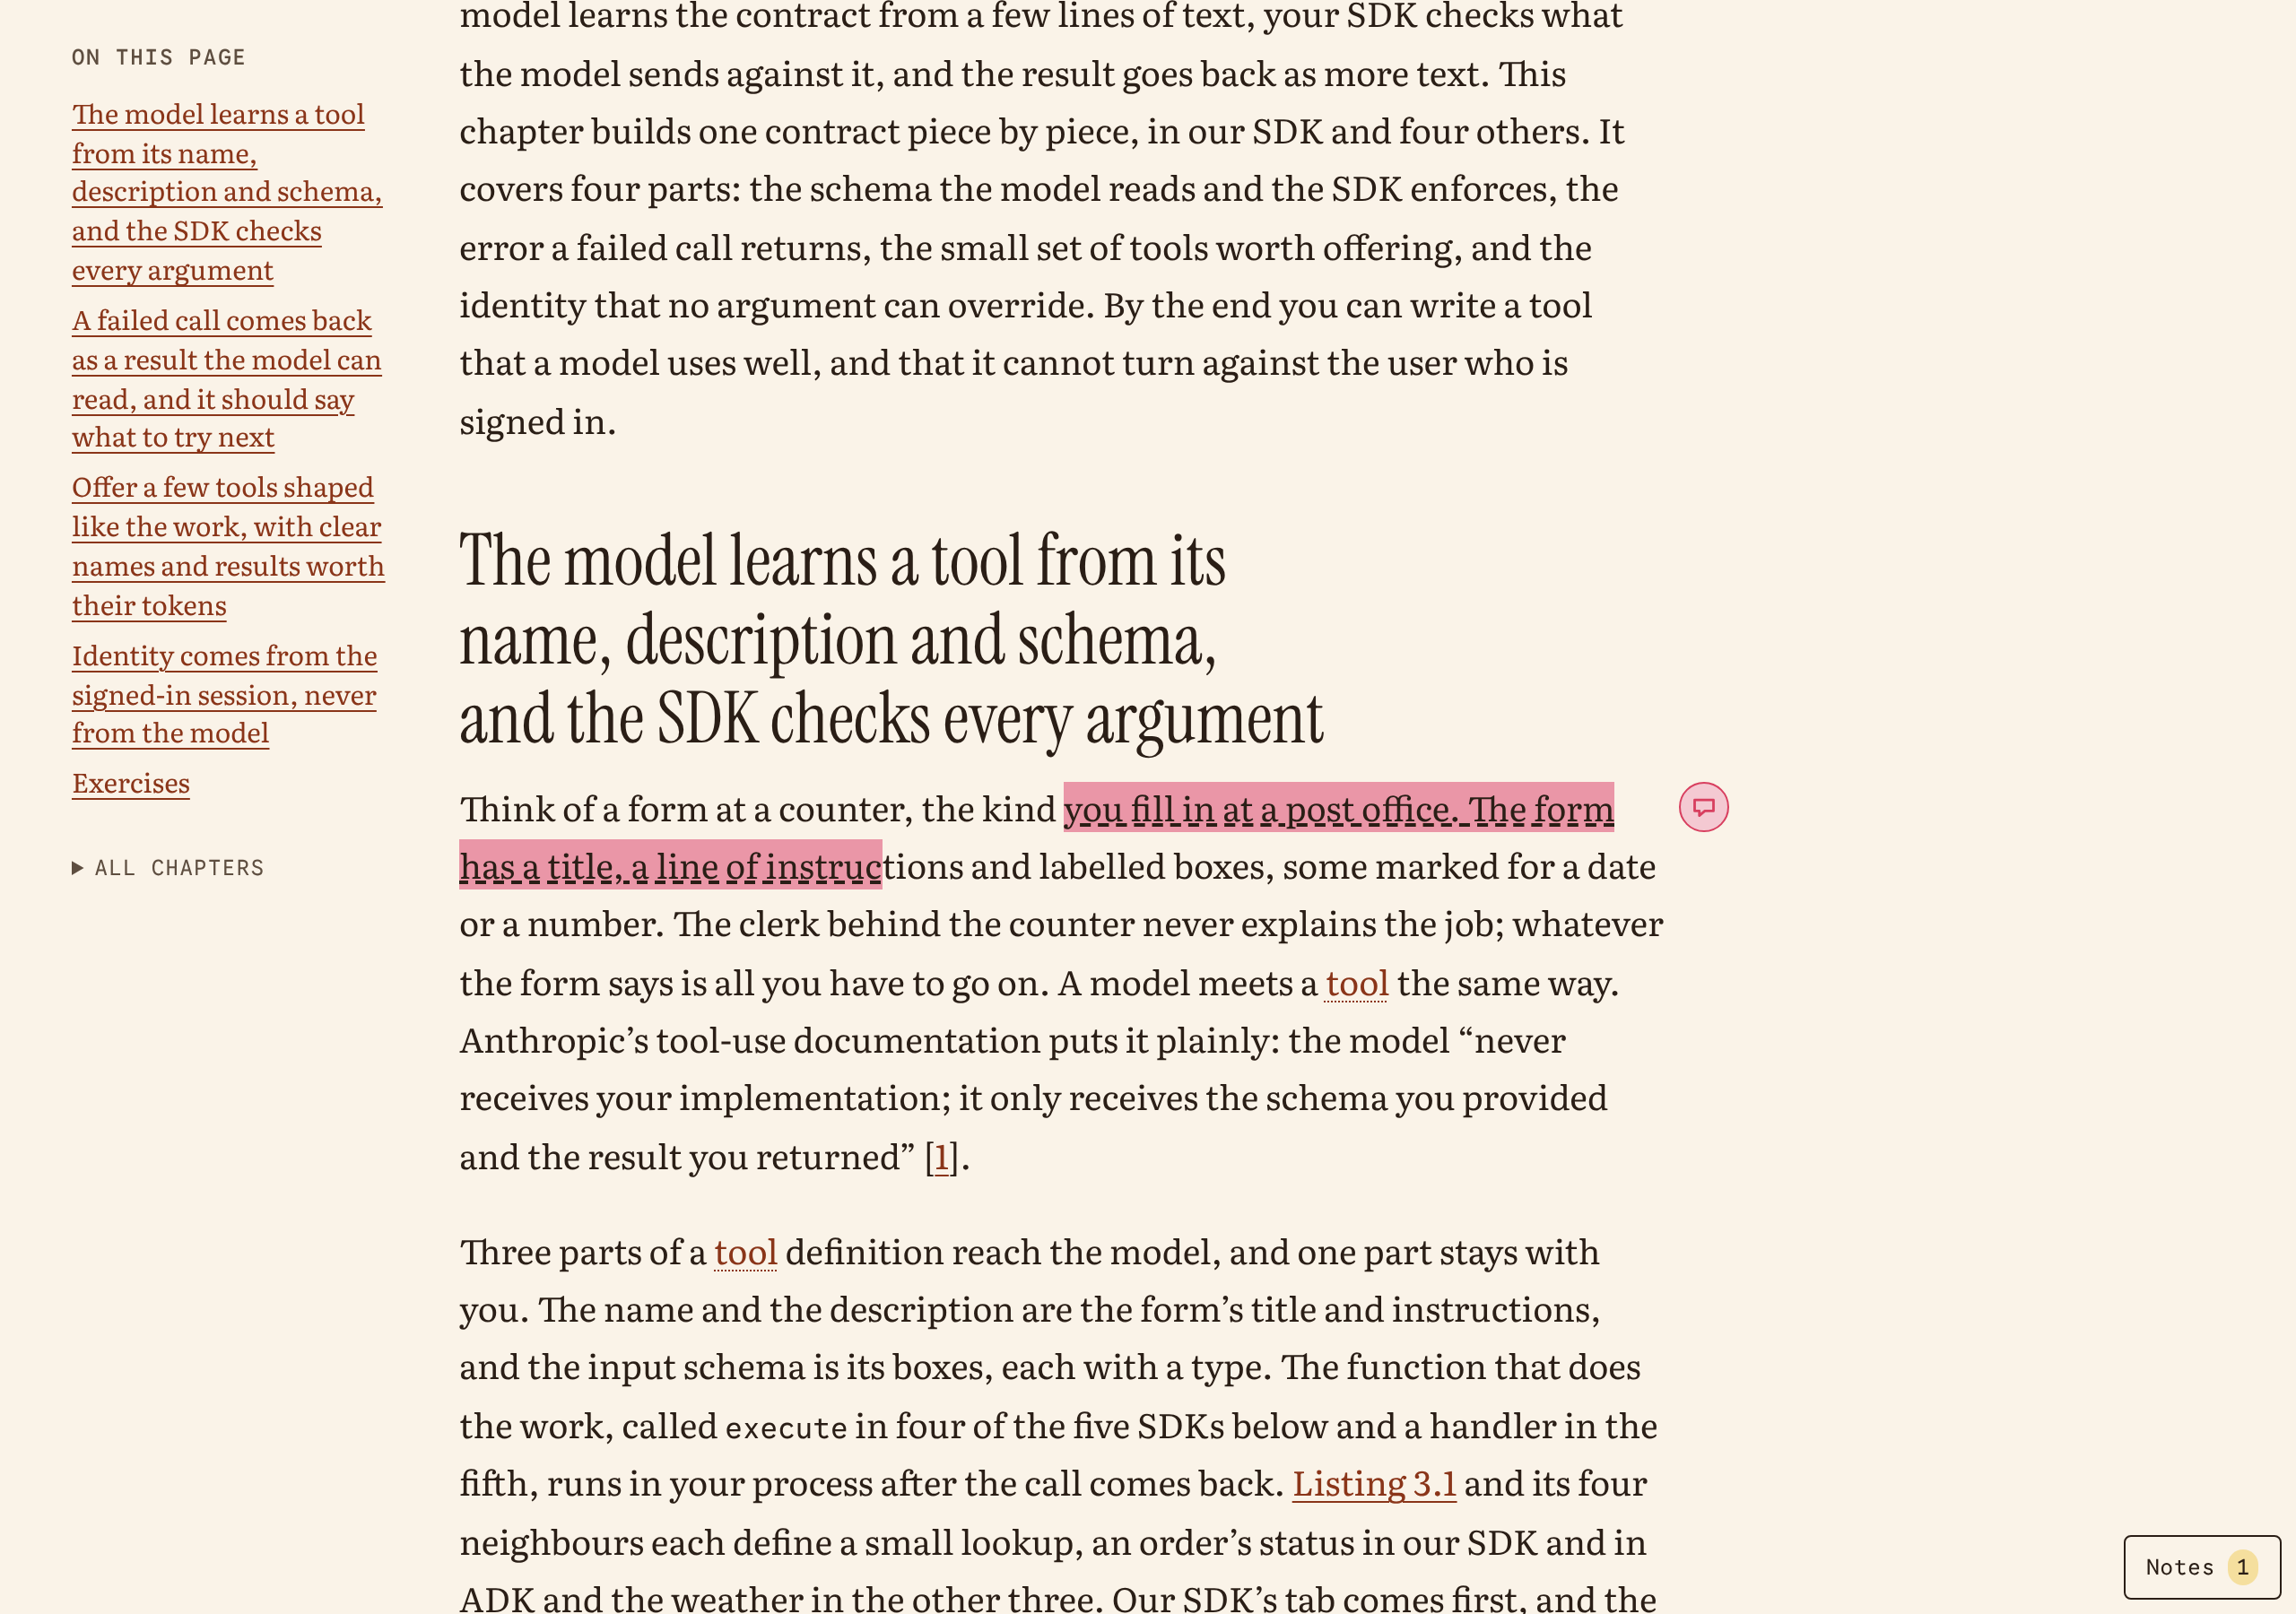 ON THIS PAGE
The model learns a tool
from its name,
description and schema,
and the SDK checks
every argument
A failed call comes back
as a result the model can
read, and it should say
what to try next
Offer a few tools shaped
like the work, with clear
names and results worth
their tokens
Identity comes from the
signed-in session, never
from the model
Exercises
▶ ALL CHAPTERS
model learns the contract from a few lines of text, your SDK checks what
the model sends against it, and the result goes back as more text. This
chapter builds one contract piece by piece, in our SDK and four others. It
covers four parts: the schema the model reads and the SDK enforces, the
error a failed call returns, the small set of tools worth offering, and the
identity that no argument can override. By the end you can write a tool
that a model uses well, and that it cannot turn against the user who is
signed in.
The model learns a tool from its
name, description and schema,
and the SDK checks every argument
Think of a form at a counter, the kind you fill in at a post office. The form
has a title, a line of instructions and labelled boxes, some marked for a date
or a number. The clerk behind the counter never explains the job; whatever
the form says is all you have to go on. A model meets a tool the same way.
Anthropic’s tool-use documentation puts it plainly: the model “never
receives your implementation; it only receives the schema you provided
and the result you returned” [1].
Three parts of a tool definition reach the model, and one part stays with
you. The name and the description are the form’s title and instructions,
and the input schema is its boxes, each with a type. The function that does
the work, called execute in four of the five SDKs below and a handler in the
fifth, runs in your process after the call comes back. Listing 3.1 and its four
neighbours each define a small lookup, an order’s status in our SDK and in
ADK and the weather in the other three. Our SDK’s tab comes first, and the
Notes 1